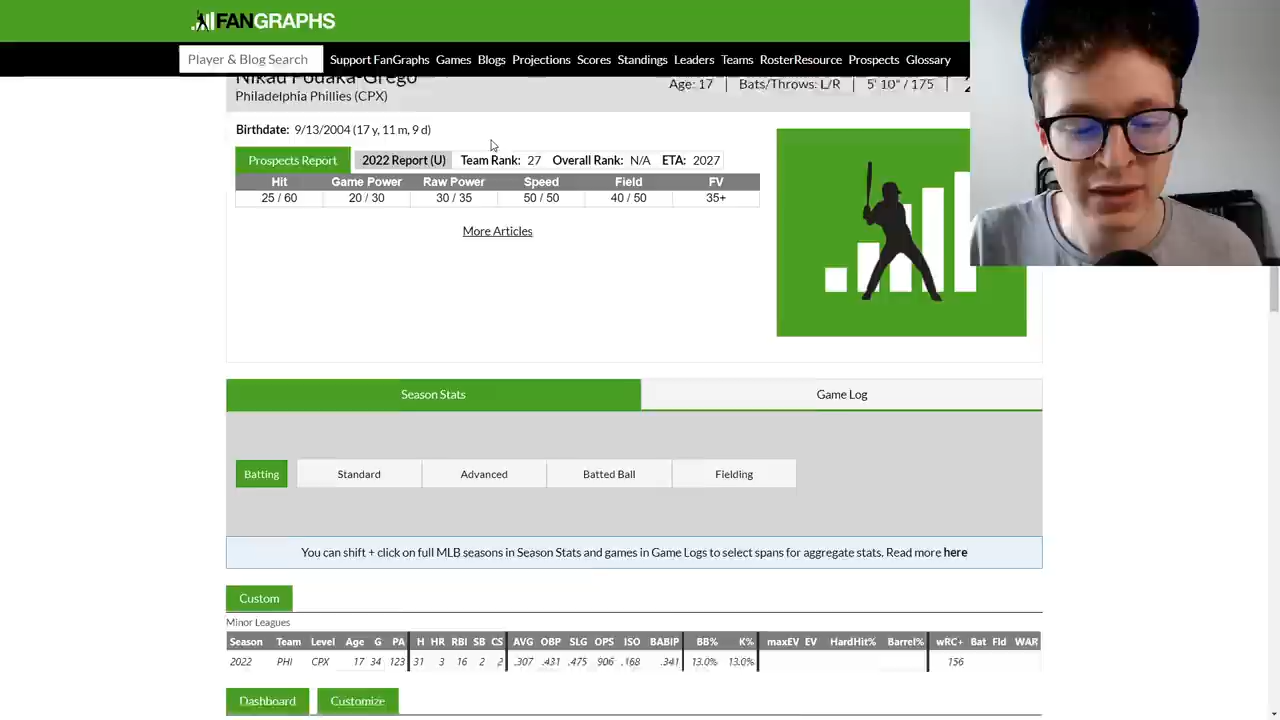 FANGRAPHS
Player & Blog Search Support FanGraphs Games Blogs Projections Scores Standings Leaders Teams RosterResource Prospects Glossary
Nikau Pouaka-Grego
Age: 17 Bats/Throws: L/R 5' 10" / 175
Philadelphia Phillies (CPX)
Birthdate: 9/13/2004 (17 y, 11 m, 9 d)
Prospects Report 2022 Report (U) Team Rank: 27 Overall Rank: N/A ETA: 2027
Hit Game Power Raw Power Speed Field FV
25 / 60 20 / 30 30 / 35 50 / 50 40 / 50 35+
More Articles
Season Stats Game Log
Batting Standard Advanced Batted Ball Fielding
You can shift + click on full MLB seasons in Season Stats and games in Game Logs to select spans for aggregate stats. Read more here
Custom
Minor Leagues
Season Team Level Age G PA H HR RBI SB CS AVG OBP SLG OPS ISO BABIP BB% K% maxEV EV HardHit% Barrel% wRC+ Bat Fld WAR
2022 PHI CPX 17 34 123 31 3 16 2 2 .307 .431 .475 .906 .168 .341 13.0% 13.0% 156
Dashboard Customize